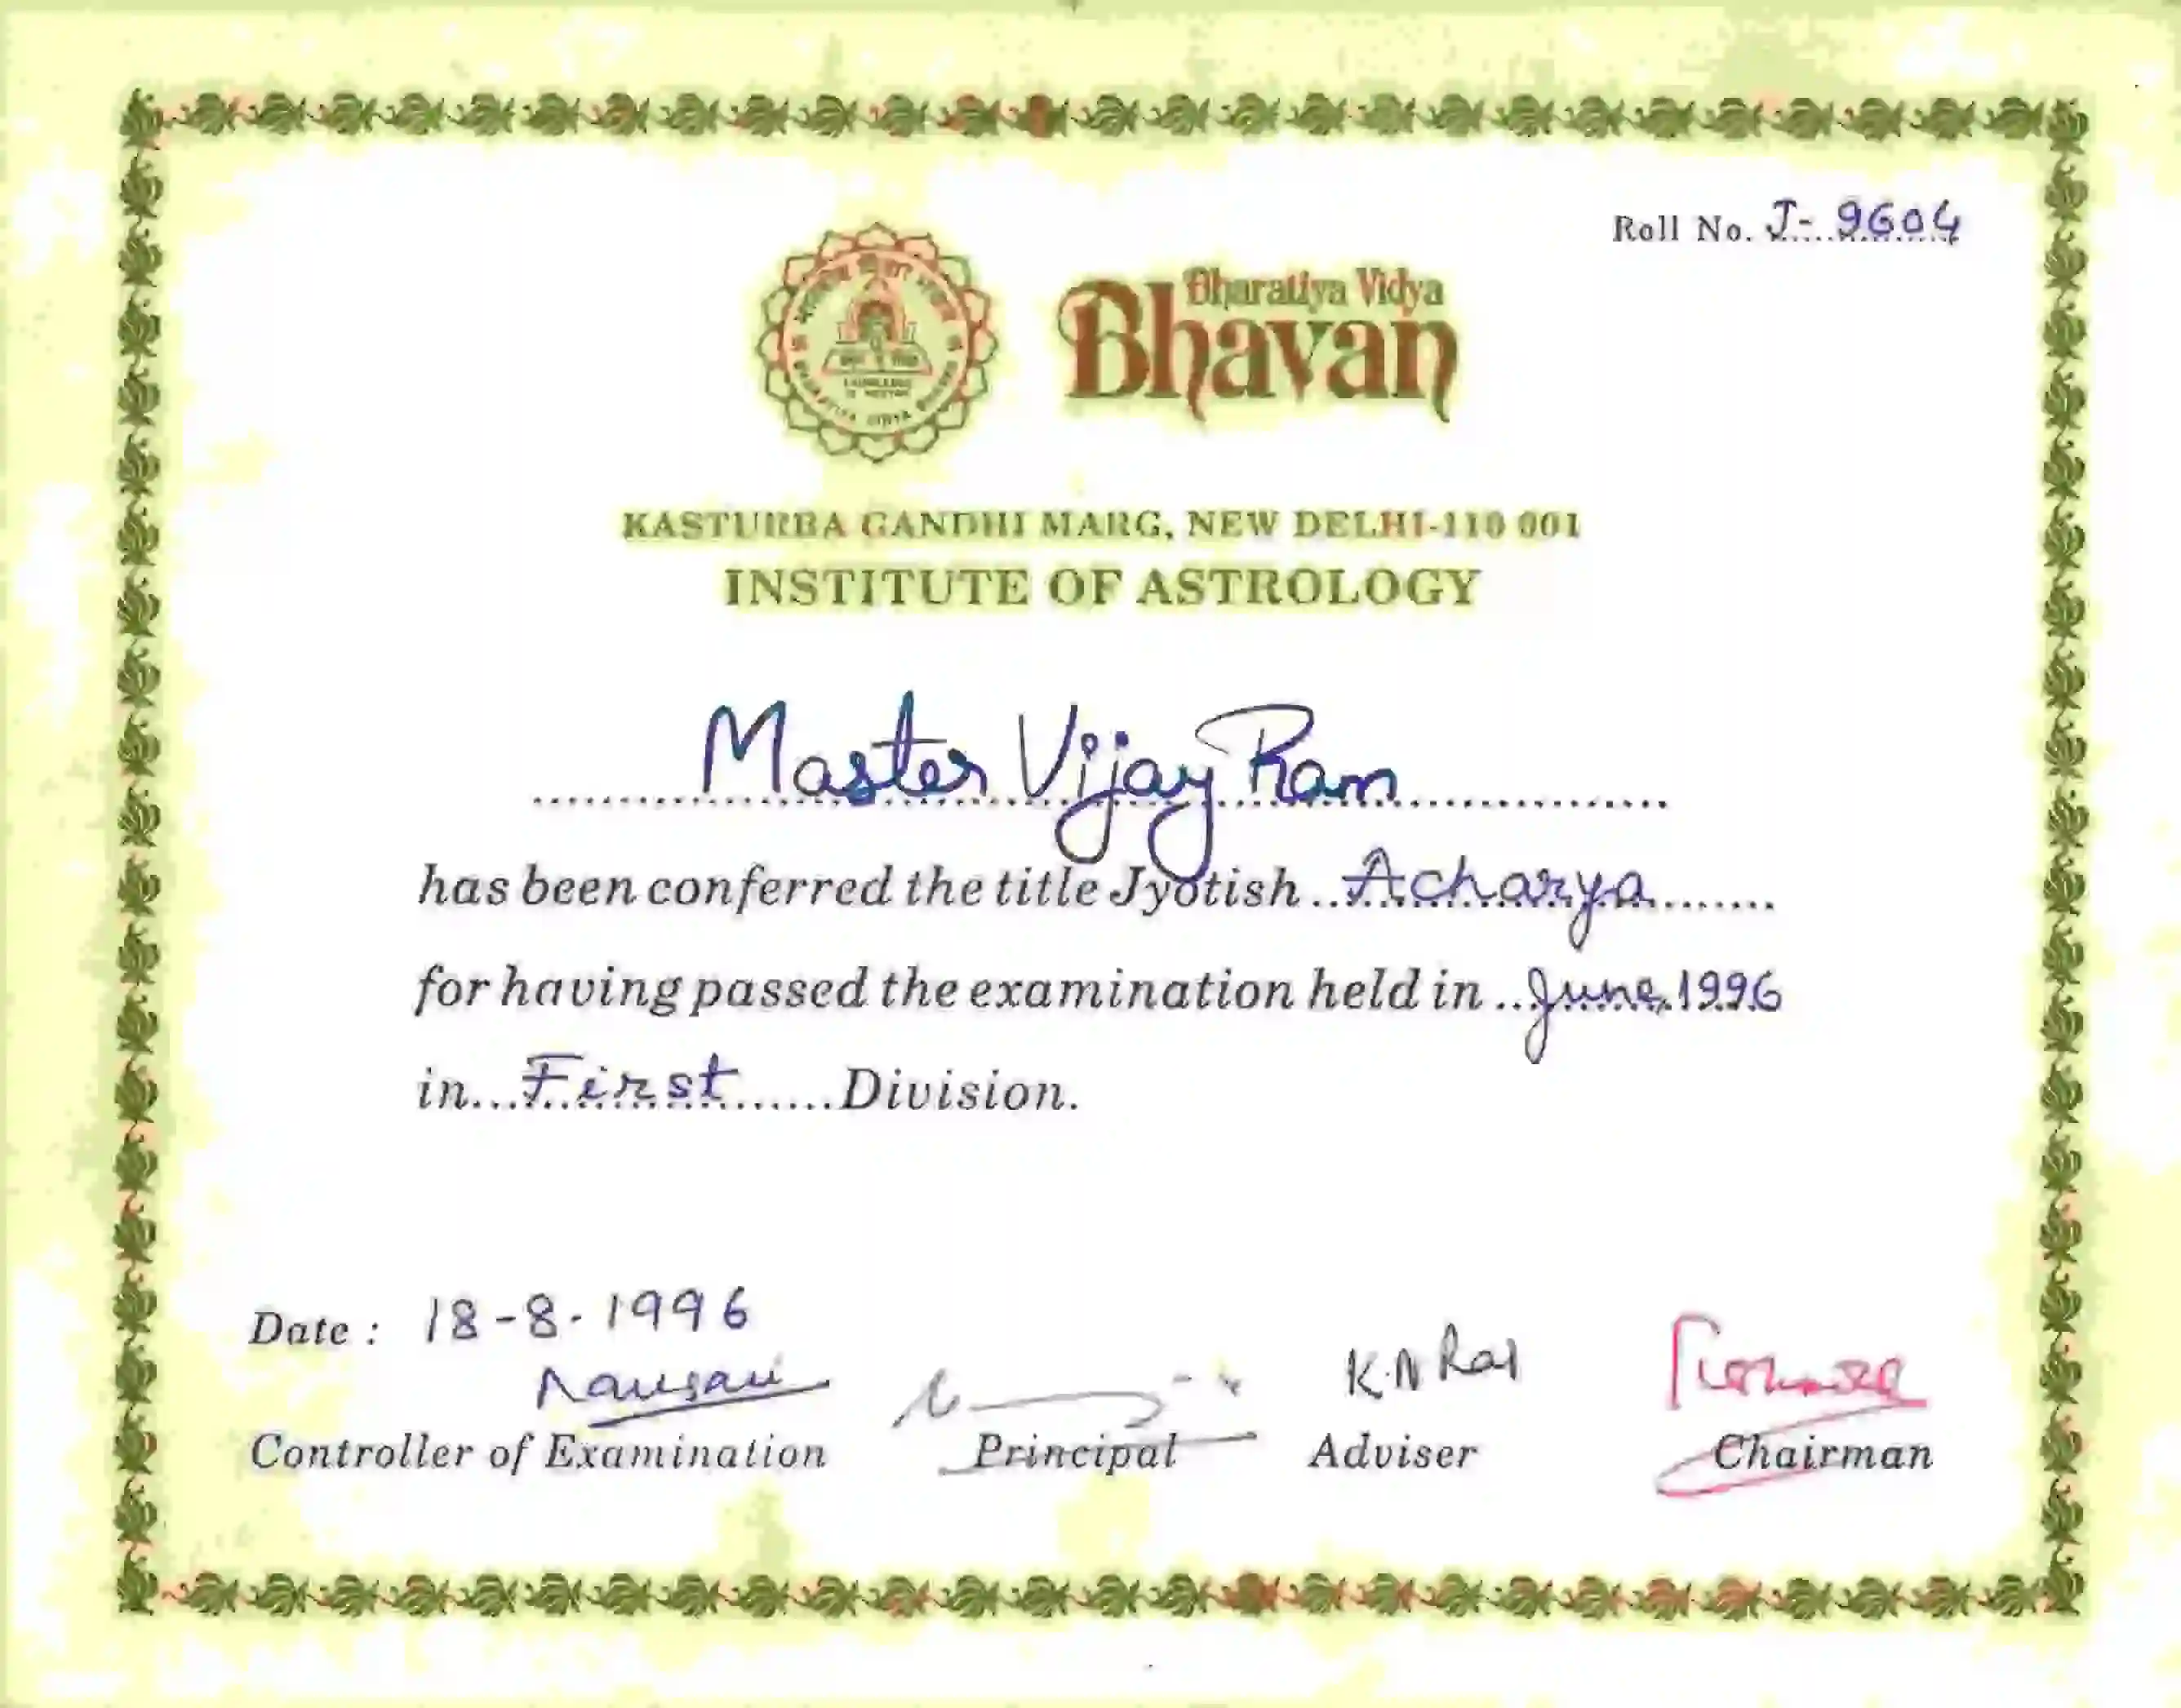 Roll No. J- 9604
Bharatiya Vidya
Bhavan
KASTURBA GANDHI MARG, NEW DELHI-110 001
INSTITUTE OF ASTROLOGY
Master Vijay Ram
has been conferred the title Jyotish ..Acharya........
for having passed the examination held in ..June, 1996
in...First.......Division.
Date : 18-8-1996
K.N Rao
Controller of Examination Principal Adviser Chairman